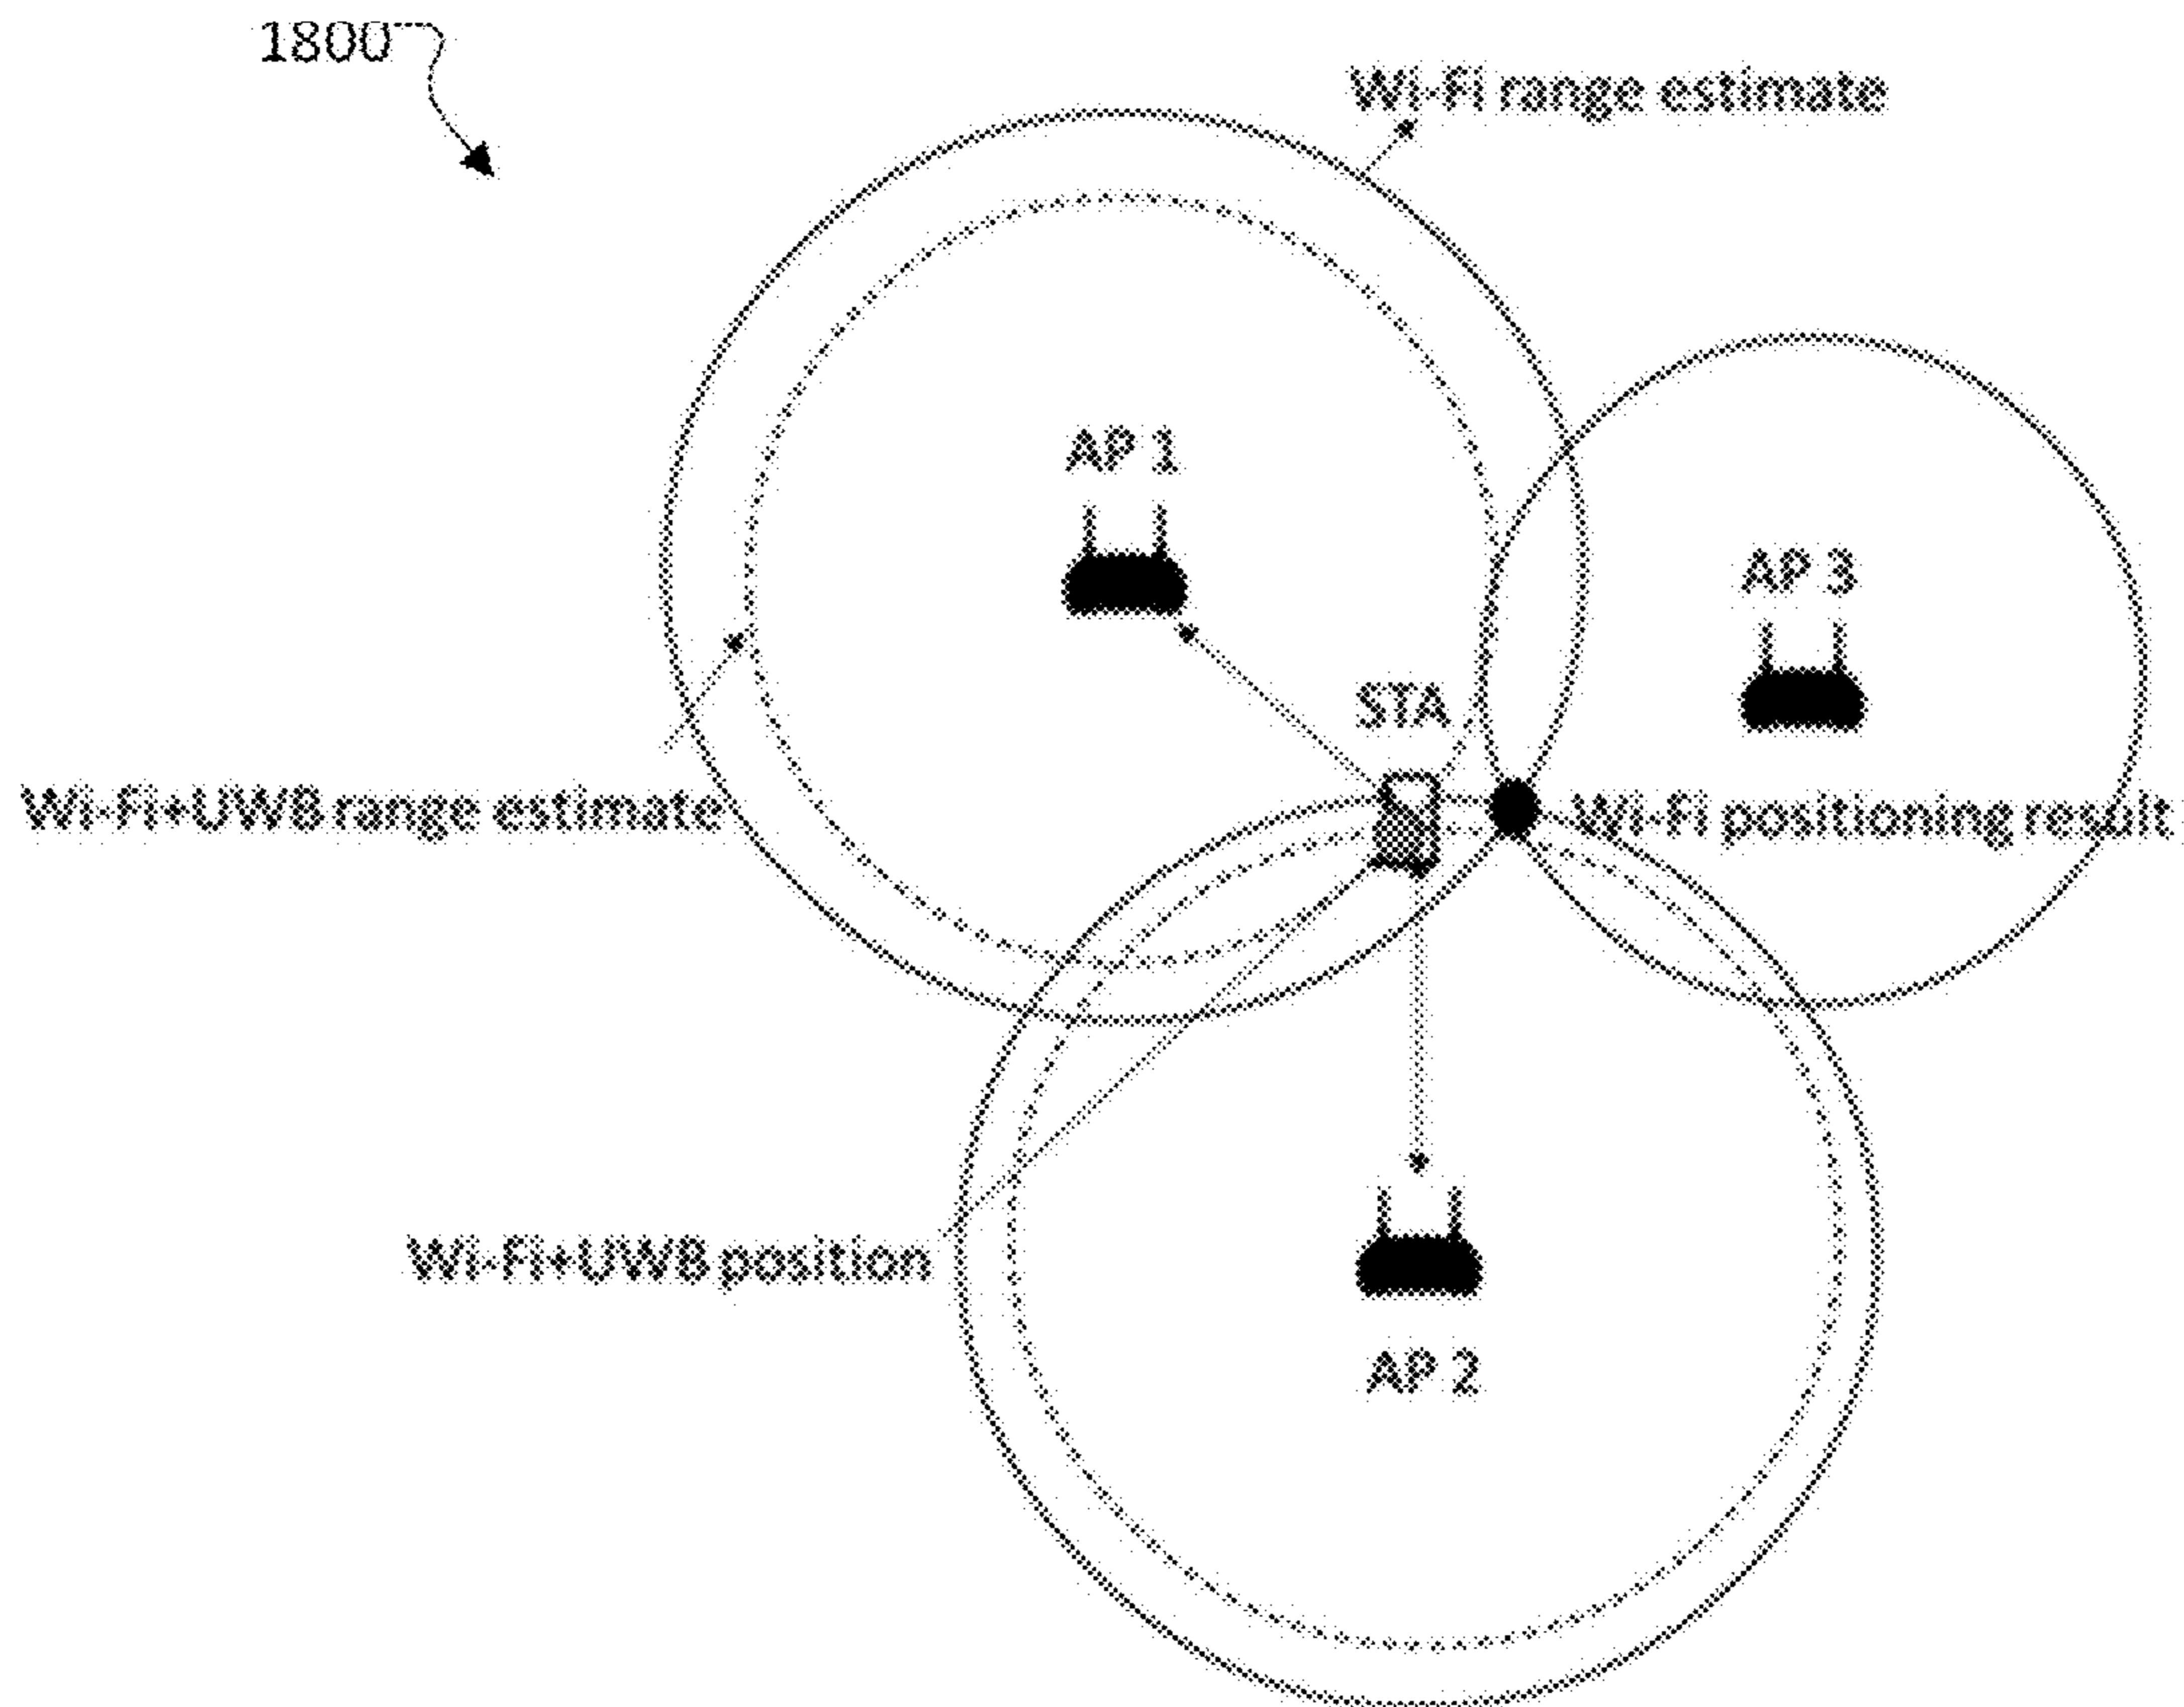 1800
Wi-Fi range estimate
AP 1
AP 3
STA
Wi-Fi+UWB range estimate
Wi-Fi positioning result
Wi-Fi+UWB position
AP 2